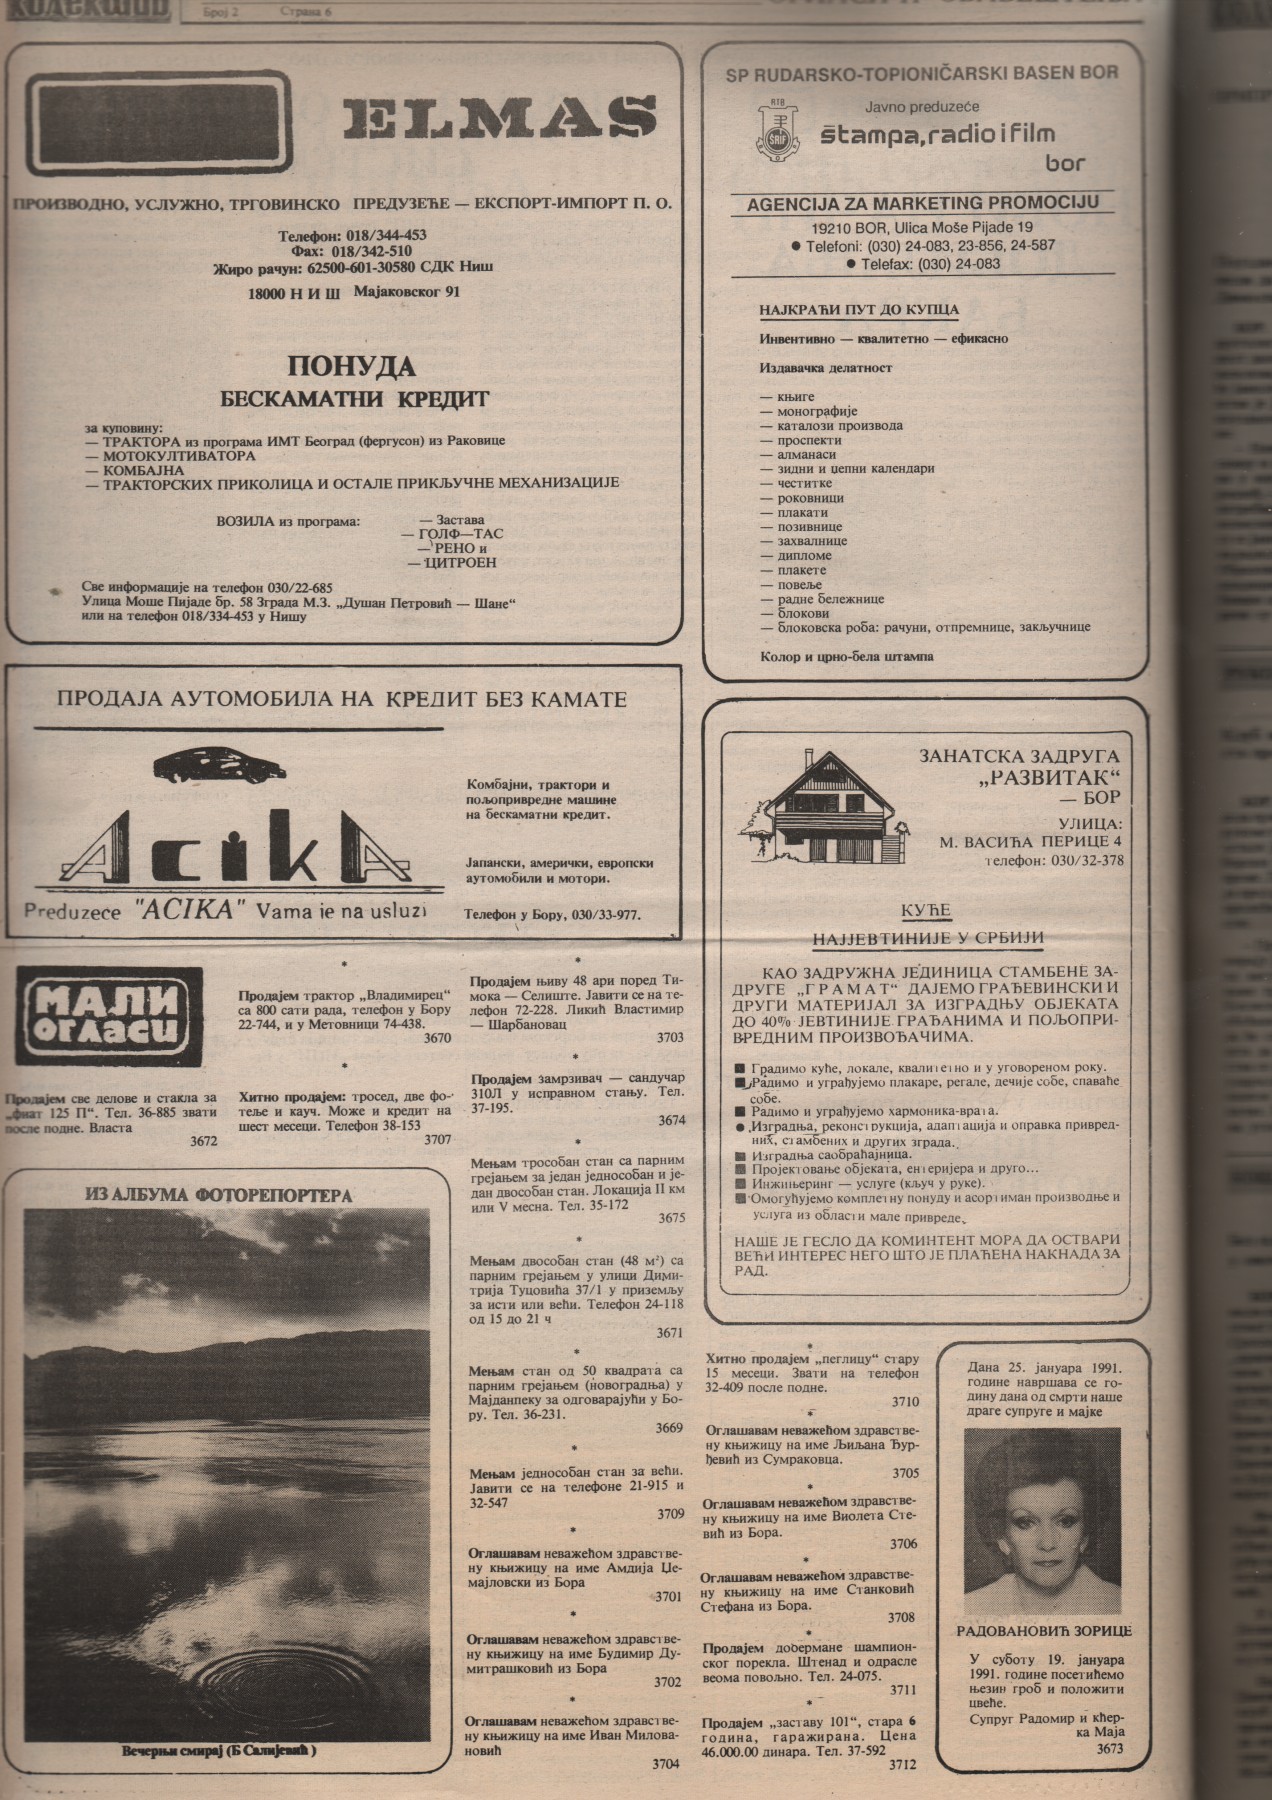 Број 2 Страна 6
ELMAS
ПРОИЗВОДНО, УСЛУЖНО, ТРГОВИНСКО ПРЕДУЗЕЋЕ — ЕКСПОРТ-ИМПОРТ П. О.
Телефон: 018/344-453
Фах: 018/342-510
Жиро рачун: 62500-601-30580 СДК Ниш
18000 Н И Ш Мајаковског 91
ПОНУДА
БЕСКАМАТНИ КРЕДИТ
за куповину:
— ТРАКТОРА из програма ИМТ Београд (фергусон) из Раковице
— МОТОКУЛТИВАТОРА
— КОМБАЈНА
— ТРАКТОРСКИХ ПРИКОЛИЦА И ОСТАЛЕ ПРИКЉУЧНЕ МЕХАНИЗАЦИЈЕ
ВОЗИЛА из програма: — Застава
— ГОЛФ—ТАС
— РЕНО и
— ЦИТРОЕН
Све информације на телефон 030/22-685
Улица Моше Пијаде бр. 58 Зграда М.З. „Душан Петровић — Шане“
или на телефон 018/334-453 у Нишу
ПРОДАЈА АУТОМОБИЛА НА КРЕДИТ БЕЗ КАМАТЕ
AcikA
Preduzece "ACIKA" Vama je na usluzi
Комбајни, трактори и
пољопривредне машине
на бескаматни кредит.
Јапански, амерички, европски
аутомобили и мотори.
Телефон у Бору, 030/33-977.
МАЛИ
огласи
Продајем све делове и стакла за
„фиат 125 П“. Тел. 36-885 звати
после подне. Власта
3672
*
Продајем трактор „Владимирец“
са 800 сати рада, телефон у Бору
22-744, и у Метовници 74-438.
3670
*
Хитно продајем: тросед, две фо-
теље и кауч. Може и кредит на
шест месеци. Телефон 38-153
3707
ИЗ АЛБУМА ФОТОРЕПОРТЕРА
Вечерњи смирај (Б Салијевић)
*
Продајем њиву 48 ари поред Ти-
мока — Селиште. Јавити се на те-
лефон 72-228. Ликић Властимир
— Шарбановац
3703
*
Продајем замрзивач — сандучар
310Л у исправном стању. Тел.
37-195.
3674
*
Мењам трособан стан са парним
грејањем за један једнособан и је-
дан двособан стан. Локација II км
или V месна. Тел. 35-172
3675
*
Мењам двособан стан (48 м²) са
парним грејањем у улици Дими-
трија Туцовића 37/1 у приземљу
за исти или већи. Телефон 24-118
од 15 до 21 ч
3671
*
Мењам стан од 50 квадрата са
парним грејањем (новоградња) у
Мајданпеку за одговарајући у Бо-
ру. Тел. 36-231.
3669
*
Мењам једнособан стан за већи.
Јавити се на телефоне 21-915 и
32-547
3709
*
Оглашавам неважећом здравстве-
ну књижицу на име Амдија Це-
мајловски из Бора
3701
*
Оглашавам неважећом здравстве-
ну књижицу на име Будимир Ду-
митрашковић из Бора
3702
*
Оглашавам неважећом здравстве-
ну књижицу на име Иван Милова-
новић
3704
SP RUDARSKO-TOPIONIČARSKI BASEN BOR
RTB
ŠRIF
BOR
Javno preduzeće
štampa, radio i film
bor
AGENCIJA ZA MARKETING PROMOCIJU
19210 BOR, Ulica Moše Pijade 19
● Telefoni: (030) 24-083, 23-856, 24-587
● Telefax: (030) 24-083
НАЈКРАЋИ ПУТ ДО КУПЦА
Инвентивно — квалитетно — ефикасно
Издавачка делатност
— књиге
— монографије
— каталози производа
— проспекти
— алманаси
— зидни и џепни календари
— честитке
— роковници
— плакати
— позивнице
— захвалнице
— дипломе
— плакете
— повеље
— радне бележнице
— блокови
— блоковска роба: рачуни, отпремнице, закључнице
Колор и црно-бела штампа
ЗАНАТСКА ЗАДРУГА
„РАЗВИТАК“
— БОР
УЛИЦА:
М. ВАСИЋА ПЕРИЦЕ 4
телефон: 030/32-378
КУЋЕ
НАЈЈЕВТИНИЈЕ У СРБИЈИ
КАО ЗАДРУЖНА ЈЕДИНИЦА СТАМБЕНЕ ЗА-
ДРУГЕ „ГРАМАТ“ ДАЈЕМО ГРАЂЕВИНСКИ И
ДРУГИ МАТЕРИЈАЛ ЗА ИЗГРАДЊУ ОБЈЕКАТА
ДО 40% ЈЕВТИНИЈЕ ГРАЂАНИМА И ПОЉОПРИ-
ВРЕДНИМ ПРОИЗВОЂАЧИМА.
■ Градимо куће, локале, квалитетно и у уговореном року.
■ Радимо и уграђујемо плакаре, регале, дечије собе, спаваће
собе.
■ Радимо и уграђујемо хармоника-врата.
● Изградња, реконструкција, адаптација и оправка привред-
них, стамбених и других зграда.
■ Изградња саобраћајница.
■ Пројектовање објеката, ентеријера и друго...
■ Инжињеринг — услуге (кључ у руке).
■ Омогућујемо комплетну понуду и асортиман производње и
услуга из области мале привреде.
НАШЕ ЈЕ ГЕСЛО ДА КОМИНТЕНТ МОРА ДА ОСТВАРИ
ВЕЋИ ИНТЕРЕС НЕГО ШТО ЈЕ ПЛАЋЕНА НАКНАДА ЗА
РАД.
*
Хитно продајем „пеглицу“ стару
15 месеци. Звати на телефон
32-409 после подне.
3710
*
Оглашавам неважећом здравстве-
ну књижицу на име Љиљана Ђур-
ђевић из Сумраковца.
3705
*
Оглашавам неважећом здравстве-
ну књижицу на име Виолета Сте-
вић из Бора.
3706
*
Оглашавам неважећом здравстве-
ну књижицу на име Станковић
Стефана из Бора.
3708
*
Продајем добермане шампион-
ског порекла. Штенад и одрасле
веома повољно. Тел. 24-075.
3711
*
Продајем „заставу 101“, стара 6
година, гаражирана. Цена
46.000.00 динара. Тел. 37-592
3712
Дана 25. јануара 1991.
године навршава се го-
дину дана од смрти наше
драге супруге и мајке
РАДОВАНОВИЋ ЗОРИЦЕ
У суботу 19. јануара
1991. године посетићемо
њезин гроб и положити
цвеће.
Супруг Радомир и кћер-
ка Маја
3673